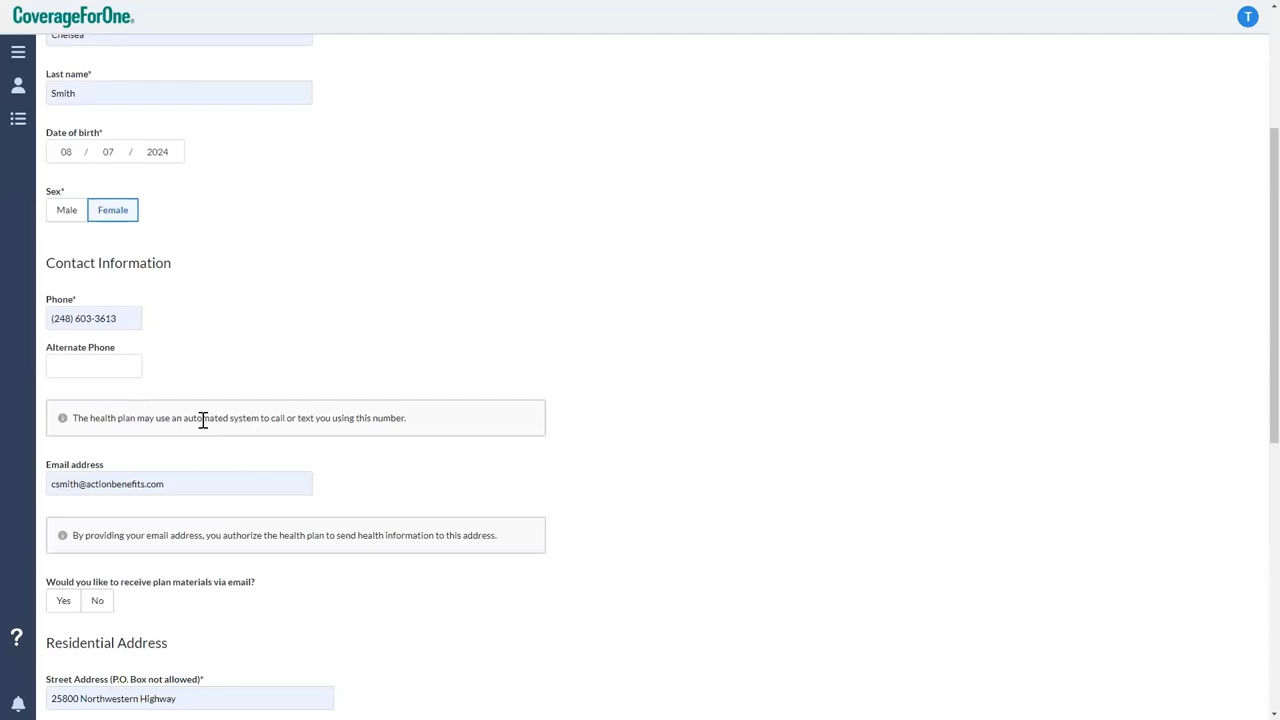 CoverageForOne.
T
Chelsea
Last name*
Smith
Date of birth*
08 / 07 / 2024
Sex*
Male Female
Contact Information
Phone*
(248) 603-3613
Alternate Phone
The health plan may use an automated system to call or text you using this number.
Email address
csmith@actionbenefits.com
By providing your email address, you authorize the health plan to send health information to this address.
Would you like to receive plan materials via email?
Yes No
?
Residential Address
Street Address (P.O. Box not allowed)*
25800 Northwestern Highway